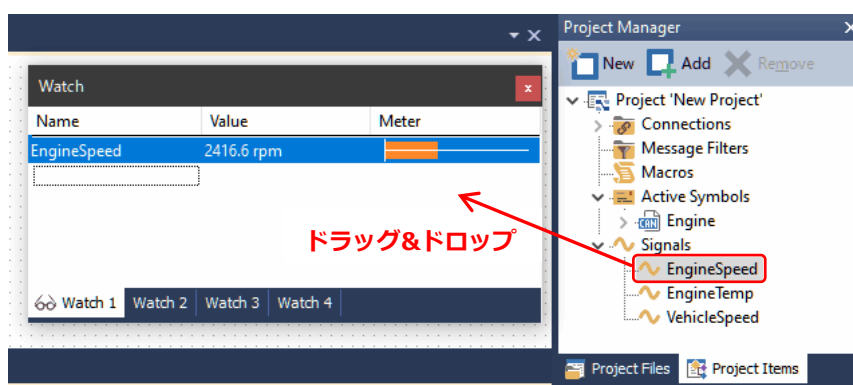 Project Manager
New Add Remove
Watch
Name Value Meter
EngineSpeed 2416.6 rpm
ドラッグ&ドロップ
Watch 1 Watch 2 Watch 3 Watch 4
Project 'New Project'
Connections
Message Filters
Macros
Active Symbols
CAN Engine
Signals
EngineSpeed
EngineTemp
VehicleSpeed
Project Files Project Items